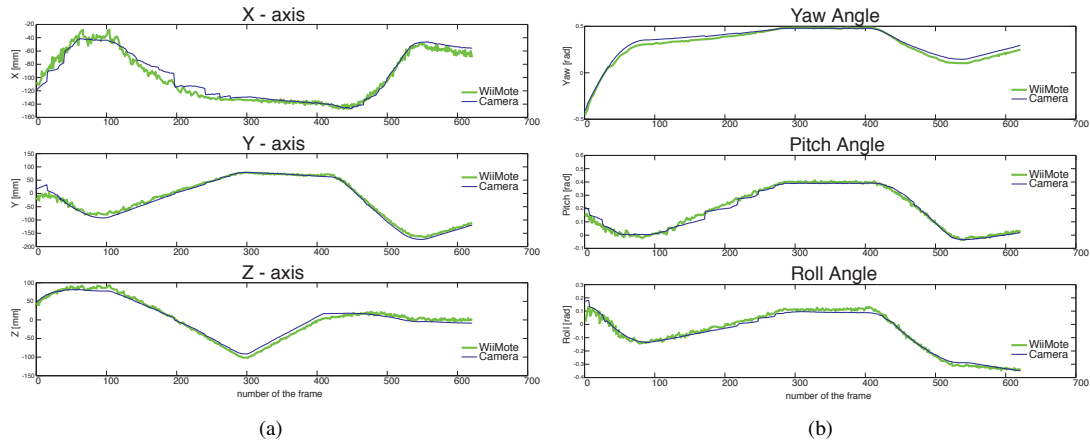 X - axis
X [mm]
-20
-40
-60
-80
-100
-120
-140
-160
0 100 200 300 400 500 600 700
WiiMote
Camera
Y - axis
Y [mm]
150
100
50
0
-50
-100
-150
-200
0 100 200 300 400 500 600 700
WiiMote
Camera
Z - axis
Z [mm]
100
50
0
-50
-100
-150
0 100 200 300 400 500 600 700
WiiMote
Camera
number of the frame
(a)
Yaw Angle
Yaw [rad]
0.5
0
-0.5
0 100 200 300 400 500 600 700
WiiMote
Camera
Pitch Angle
Pitch [rad]
0.6
0.5
0.4
0.3
0.2
0.1
0
-0.1
0 100 200 300 400 500 600 700
WiiMote
Camera
Roll Angle
Roll [rad]
0.3
0.2
0.1
0
-0.1
-0.2
-0.3
-0.4
0 100 200 300 400 500 600 700
WiiMote
Camera
number of the frame
(b)